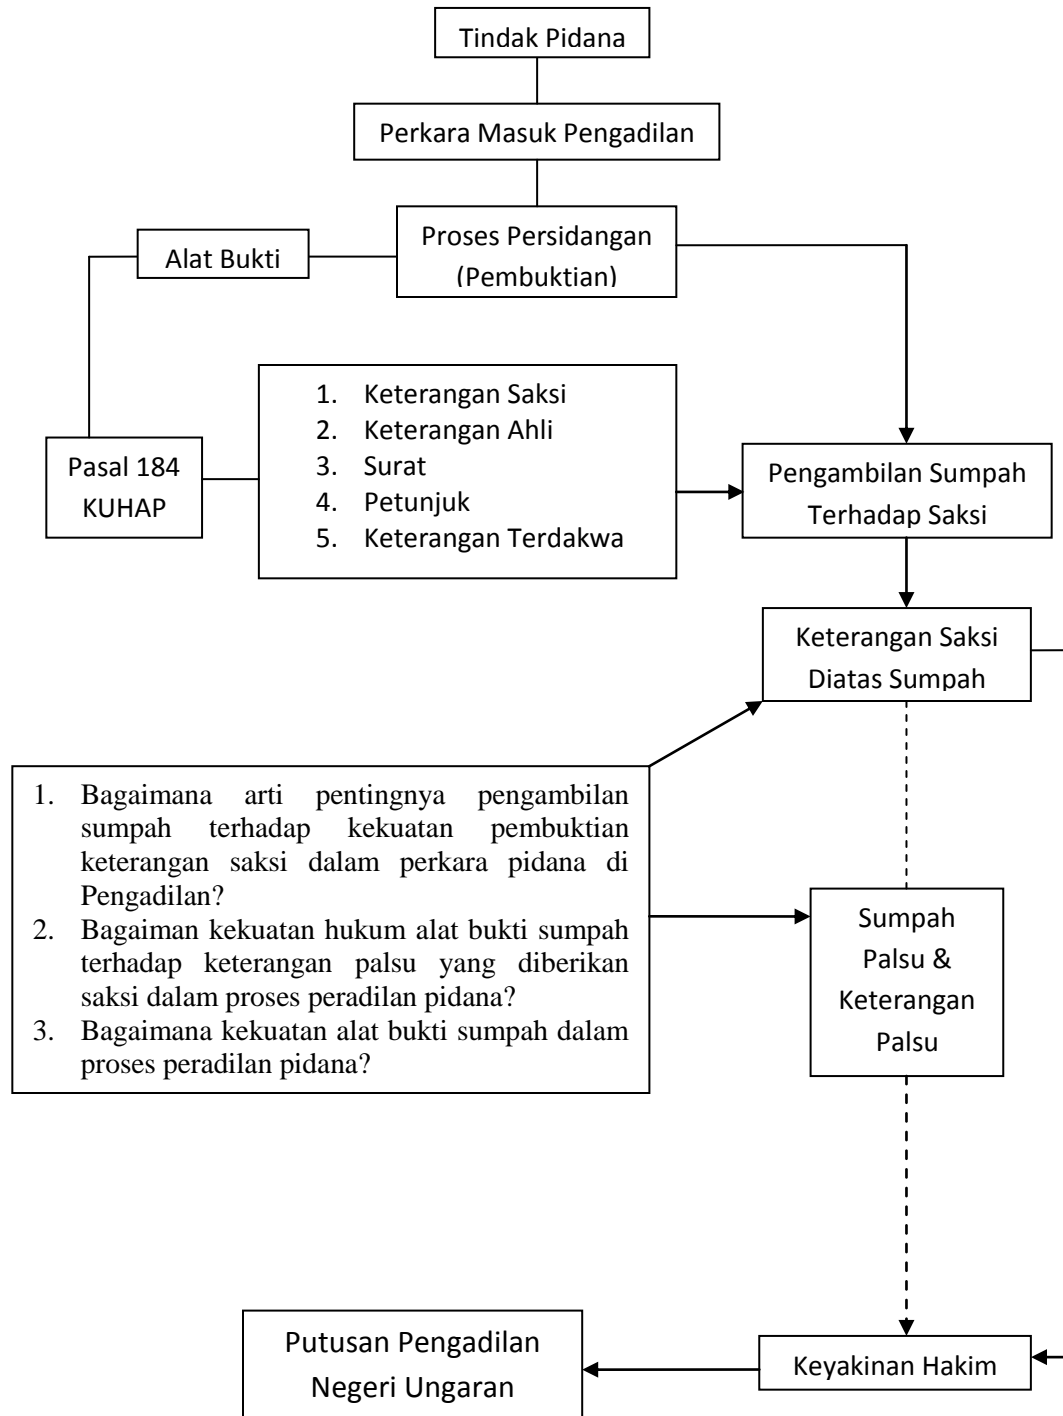 Tindak Pidana
Perkara Masuk Pengadilan
Proses Persidangan
(Pembuktian)
Alat Bukti
1. Keterangan Saksi
2. Keterangan Ahli
3. Surat
4. Petunjuk
5. Keterangan Terdakwa
Pasal 184
KUHAP
Pengambilan Sumpah
Terhadap Saksi
Keterangan Saksi
Diatas Sumpah
1. Bagaimana arti pentingnya pengambilan
sumpah terhadap kekuatan pembuktian
keterangan saksi dalam perkara pidana di
Pengadilan?
2. Bagaiman kekuatan hukum alat bukti sumpah
terhadap keterangan palsu yang diberikan
saksi dalam proses peradilan pidana?
3. Bagaimana kekuatan alat bukti sumpah dalam
proses peradilan pidana?
Sumpah
Palsu &
Keterangan
Palsu
Putusan Pengadilan
Negeri Ungaran
Keyakinan Hakim